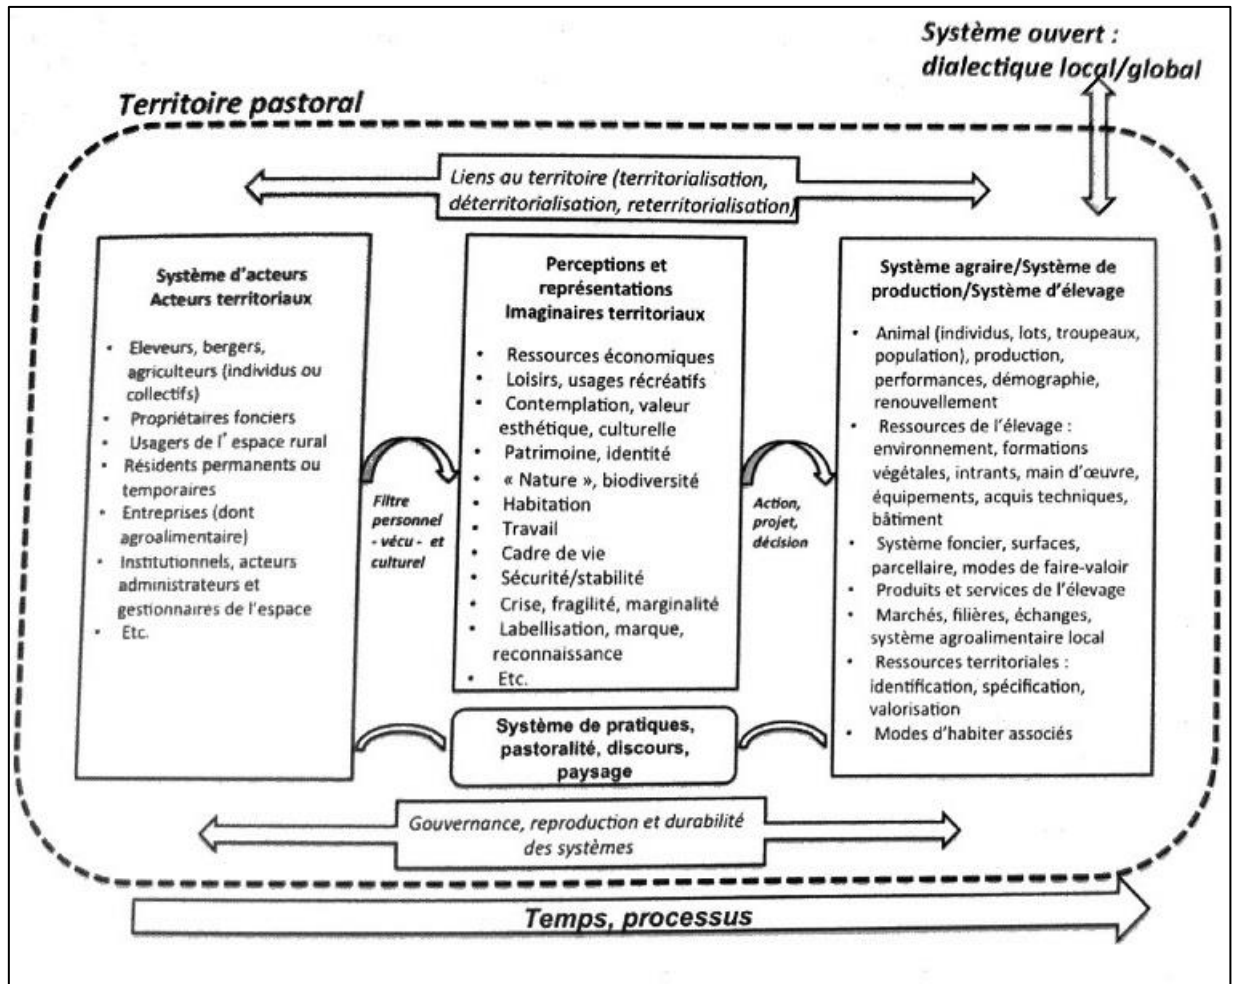 Système ouvert :
dialectique local/global
Territoire pastoral
Liens au territoire (territorialisation,
déterritorialisation, reterritorialisation)
Système d'acteurs
Acteurs territoriaux
• Eleveurs, bergers,
agriculteurs (individus ou
collectifs)
• Propriétaires fonciers
• Usagers de l'espace rural
• Résidents permanents ou
temporaires
• Entreprises (dont
agroalimentaire)
• Institutionnels, acteurs
administrateurs et
gestionnaires de l'espace
• Etc.
Filtre
personnel
- vécu - et
culturel
Perceptions et
représentations
Imaginaires territoriaux
• Ressources économiques
• Loisirs, usages récréatifs
• Contemplation, valeur
esthétique, culturelle
• Patrimoine, identité
• « Nature », biodiversité
• Habitation
• Travail
• Cadre de vie
• Sécurité/stabilité
• Crise, fragilité, marginalité
• Labellisation, marque,
reconnaissance
• Etc.
Action,
projet,
décision
Système agraire/Système de
production/Système d'élevage
• Animal (individus, lots, troupeaux,
population), production,
performances, démographie,
renouvellement
• Ressources de l'élevage :
environnement, formations
végétales, intrants, main d'œuvre,
équipements, acquis techniques,
bâtiment
• Système foncier, surfaces,
parcellaire, modes de faire-valoir
• Produits et services de l'élevage
• Marchés, filières, échanges,
système agroalimentaire local
• Ressources territoriales :
identification, spécification,
valorisation
• Modes d'habiter associés
Système de pratiques,
pastoralité, discours,
paysage
Gouvernance, reproduction et durabilité
des systèmes
Temps, processus